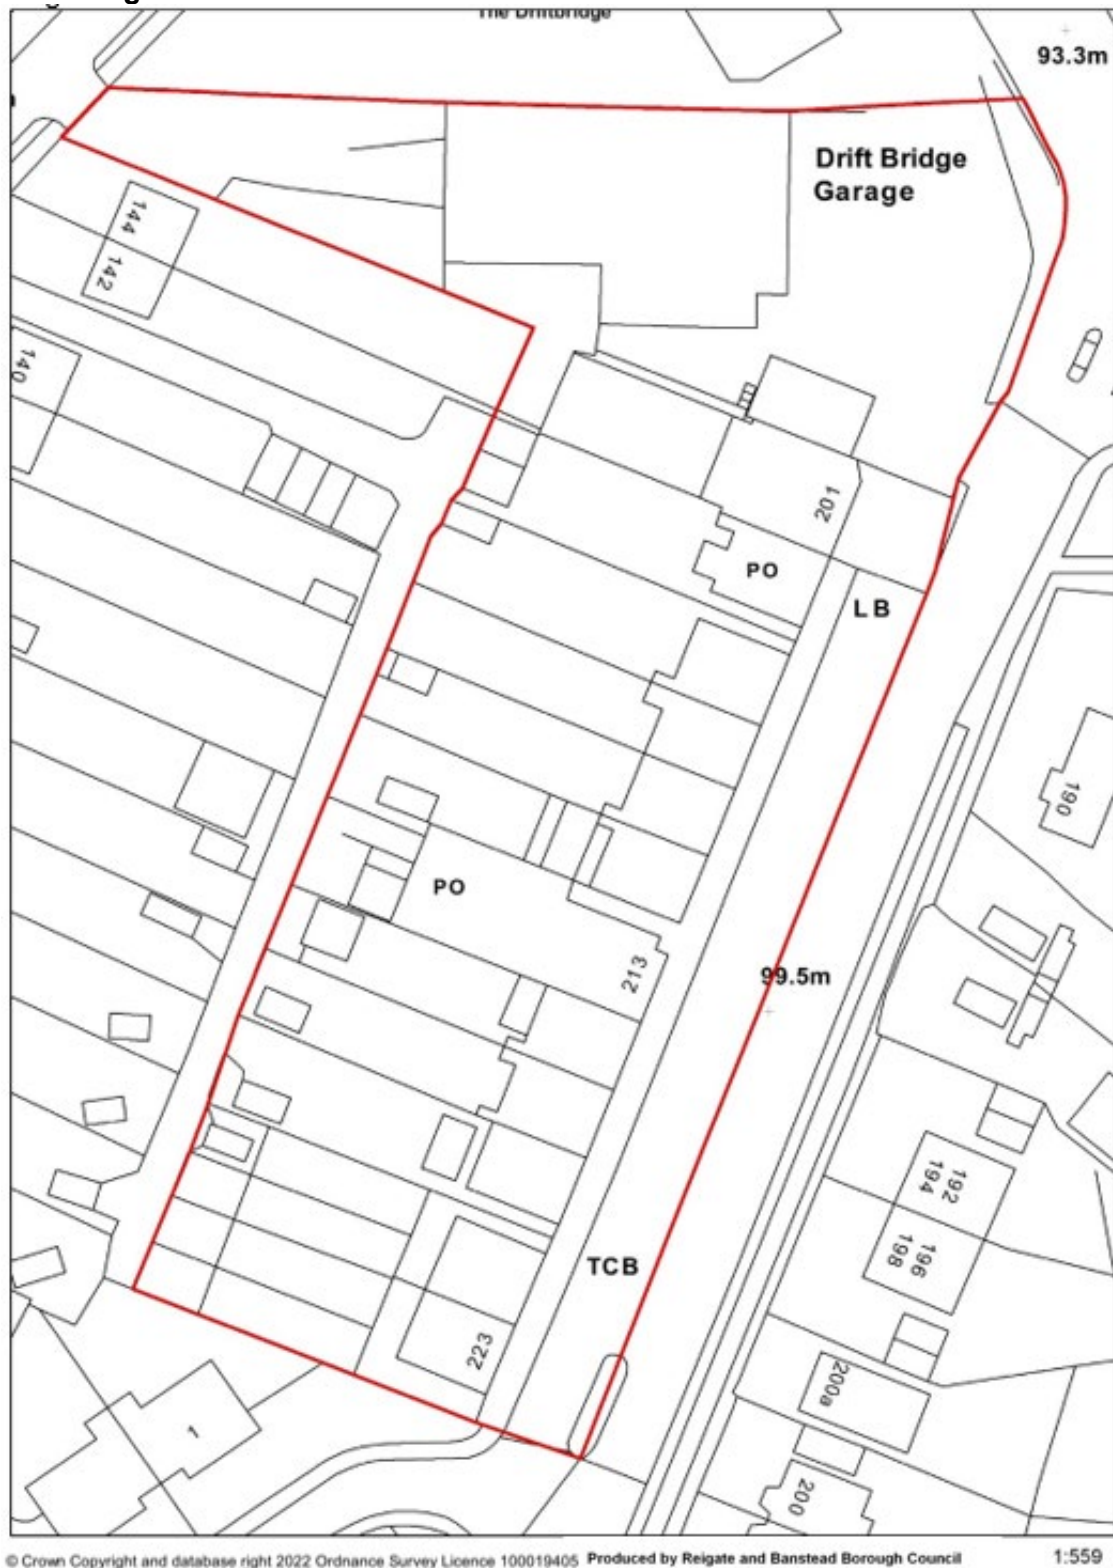 The Driftbridge
93.3m
Drift Bridge
Garage
144
142
140
201
PO
LB
190
PO
213
99.5m
192
194
196
198
TCB
223
200a
1
200
© Crown Copyright and database right 2022 Ordnance Survey Licence 100019405 Produced by Reigate and Banstead Borough Council 1:559